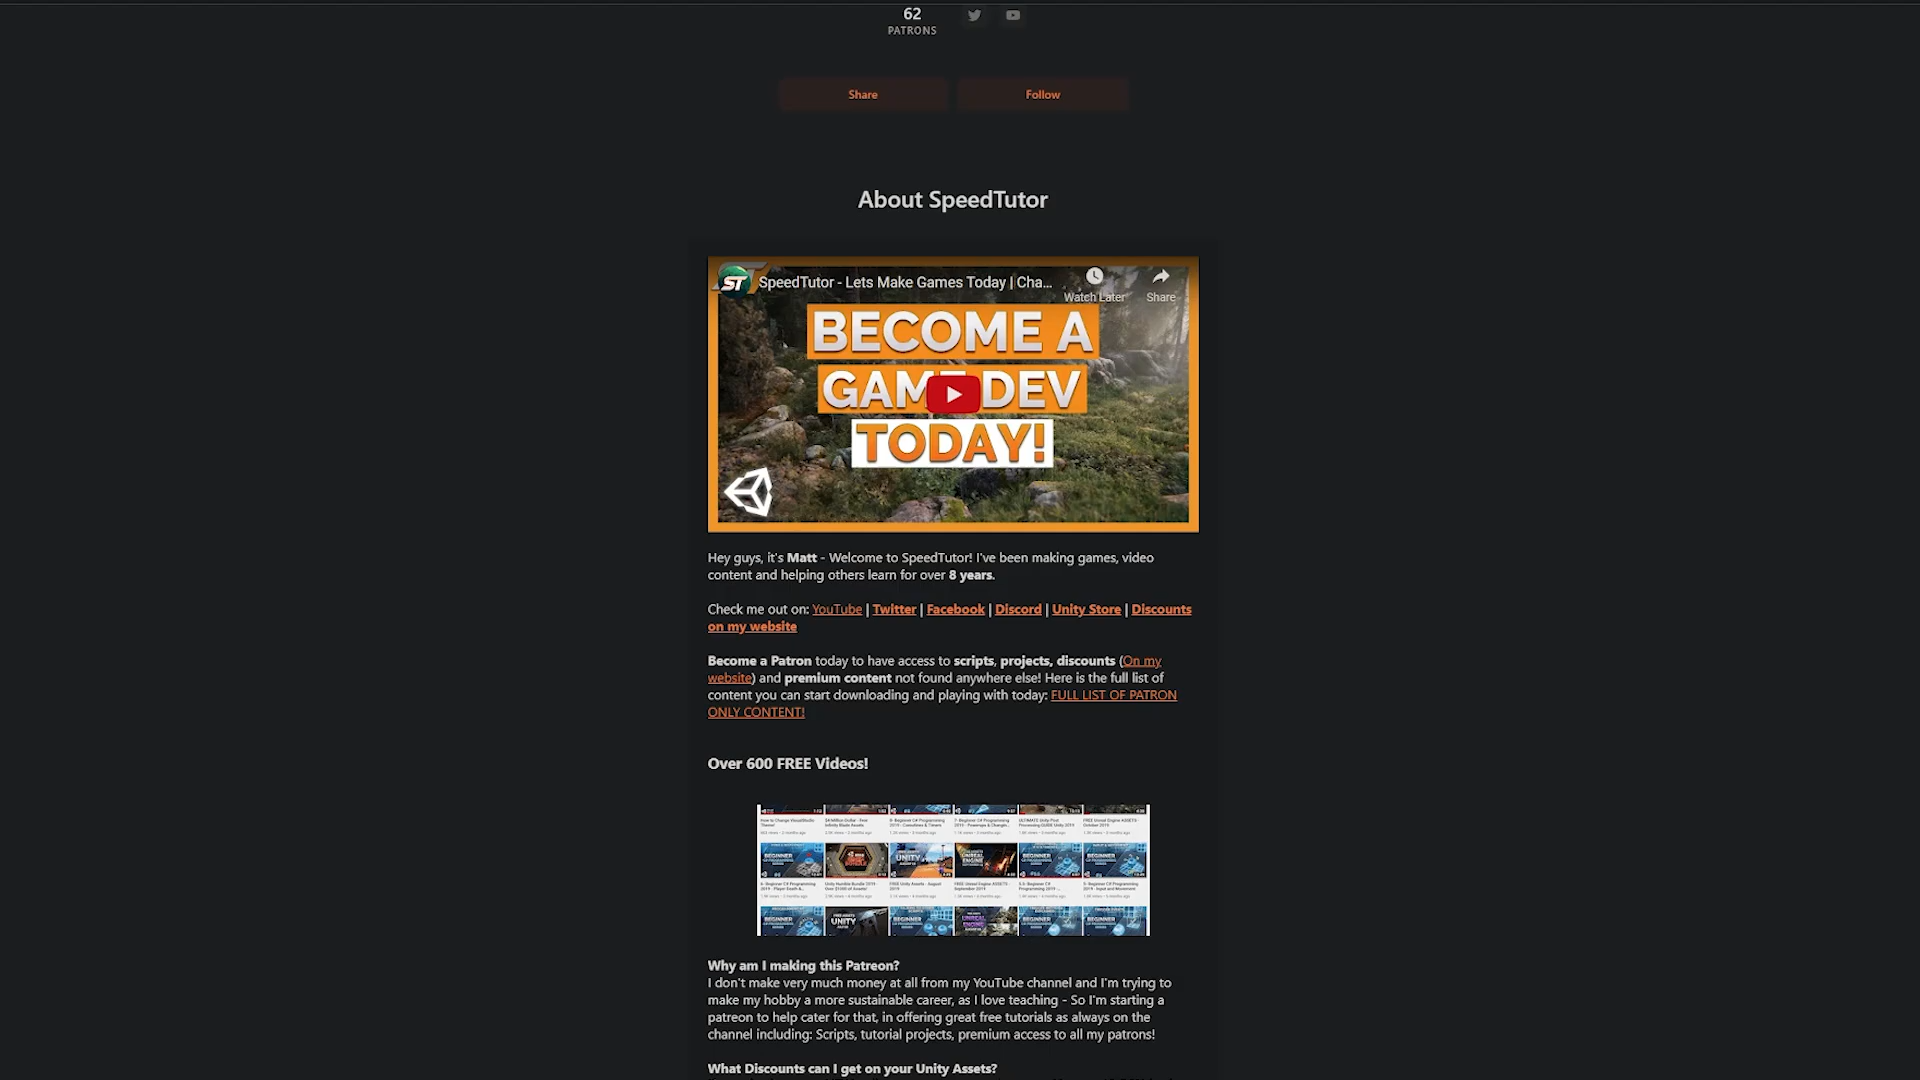 62
PATRONS
Share
Follow
About SpeedTutor
ST
SpeedTutor - Lets Make Games Today | Cha...
Watch Later
Share
BECOME A
GAME DEV
TODAY!
Hey guys, it's Matt - Welcome to SpeedTutor! I've been making games, video
content and helping others learn for over 8 years.
Check me out on: YouTube | Twitter | Facebook | Discord | Unity Store | Discounts
on my website
Become a Patron today to have access to scripts, projects, discounts (On my
website) and premium content not found anywhere else! Here is the full list of
content you can start downloading and playing with today: FULL LIST OF PATRON
ONLY CONTENT!
Over 600 FREE Videos!
Why am I making this Patreon?
I don't make very much money at all from my YouTube channel and I'm trying to
make my hobby a more sustainable career, as I love teaching - So I'm starting a
patreon to help cater for that, in offering great free tutorials as always on the
channel including: Scripts, tutorial projects, premium access to all my patrons!
What Discounts can I get on your Unity Assets?